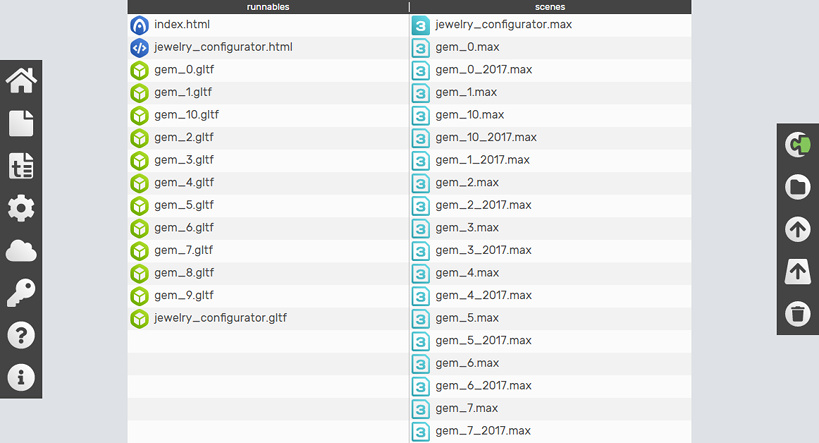 runnables | scenes
index.html jewelry_configurator.max
jewelry_configurator.html gem_0.max
gem_0.gltf gem_0_2017.max
gem_1.gltf gem_1.max
gem_10.gltf gem_10.max
gem_2.gltf gem_10_2017.max
gem_3.gltf gem_1_2017.max
gem_4.gltf gem_2.max
gem_5.gltf gem_2_2017.max
gem_6.gltf gem_3.max
gem_7.gltf gem_3_2017.max
gem_8.gltf gem_4.max
gem_9.gltf gem_4_2017.max
jewelry_configurator.gltf gem_5.max
gem_5_2017.max
gem_6.max
gem_6_2017.max
gem_7.max
gem_7_2017.max